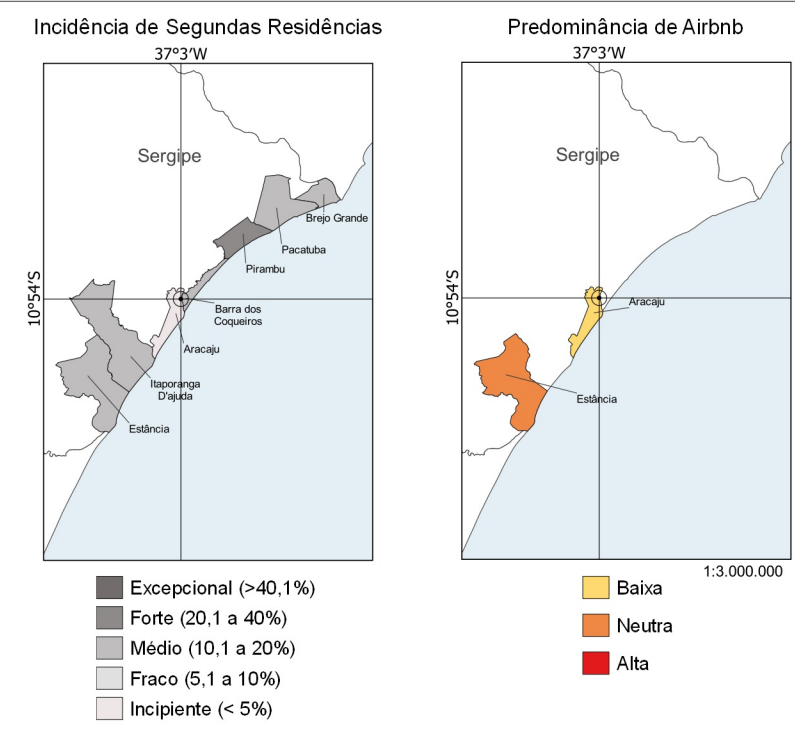 Incidência de Segundas Residências
37°3'W
Sergipe
Brejo Grande
Pacatuba
Pirambu
10°54'S
Barra dos
Coqueiros
Aracaju
Itaporanga
D'ajuda
Estância
Excepcional (>40,1%)
Forte (20,1 a 40%)
Médio (10,1 a 20%)
Fraco (5,1 a 10%)
Incipiente (< 5%)
Predominância de Airbnb
37°3'W
Sergipe
10°54'S
Aracaju
Estância
1:3.000.000
Baixa
Neutra
Alta